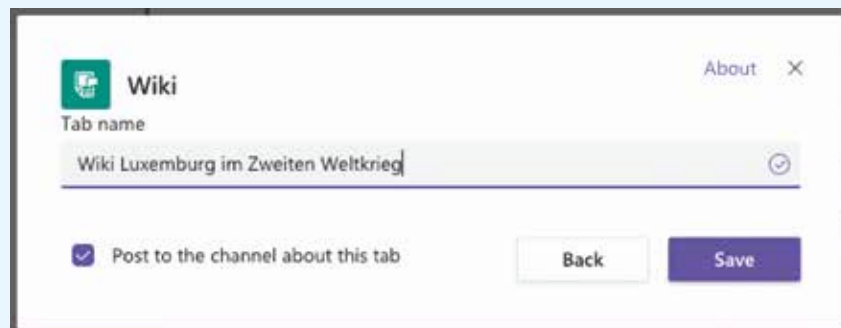 Wiki
About
Tab name
Wiki Luxemburg im Zweiten Weltkrieg
Post to the channel about this tab
Back
Save